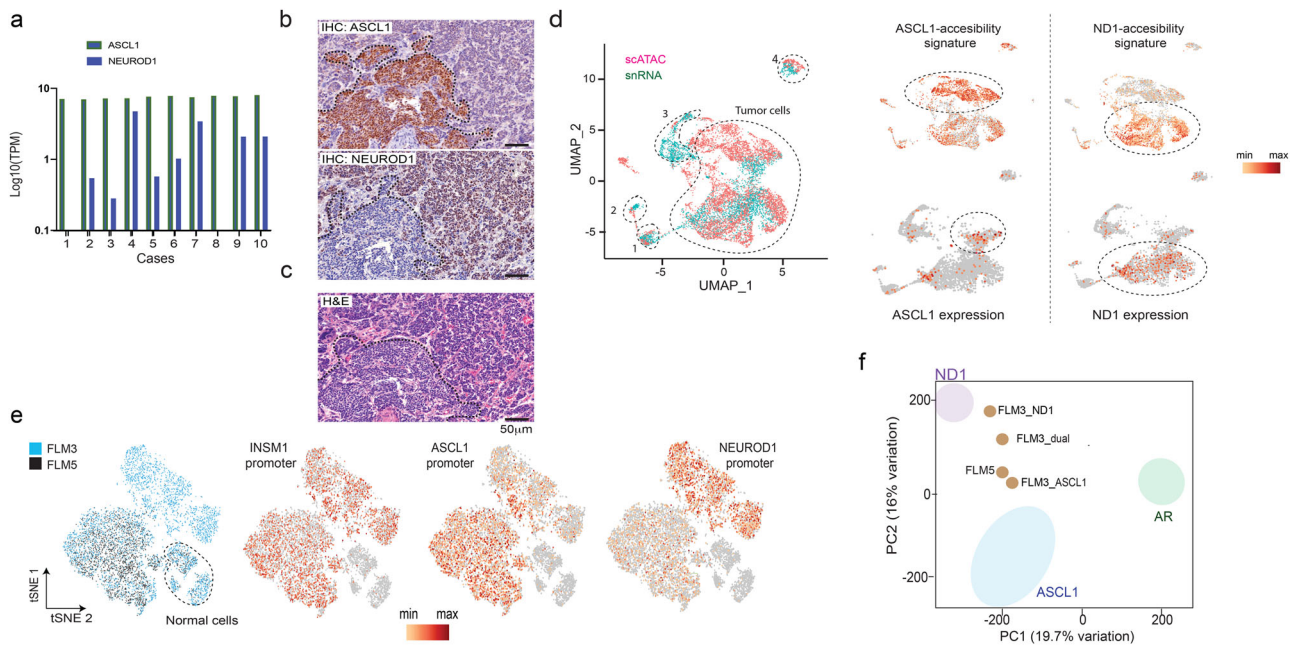 a
ASCL1
NEUROD1
10
1
0.1
Log10(TPM)
1 2 3 4 5 6 7 8 9 10
Cases
b
IHC: ASCL1
IHC: NEUROD1
c
H&E
50µm
d
scATAC
snRNA
Tumor cells
1
2
3
4
10
5
0
-5
UMAP_2
-5 0 5
UMAP_1
ASCL1-accesibility
signature
ND1-accesibility
signature
min max
ASCL1 expression
ND1 expression
e
FLM3
FLM5
INSM1
promoter
ASCL1
promoter
NEUROD1
promoter
Normal cells
tSNE 1
tSNE 2
min max
f
ND1
FLM3_ND1
FLM3_dual
FLM5
FLM3_ASCL1
AR
ASCL1
200
0
-200
PC2 (16% variation)
-200 0 200
PC1 (19.7% variation)